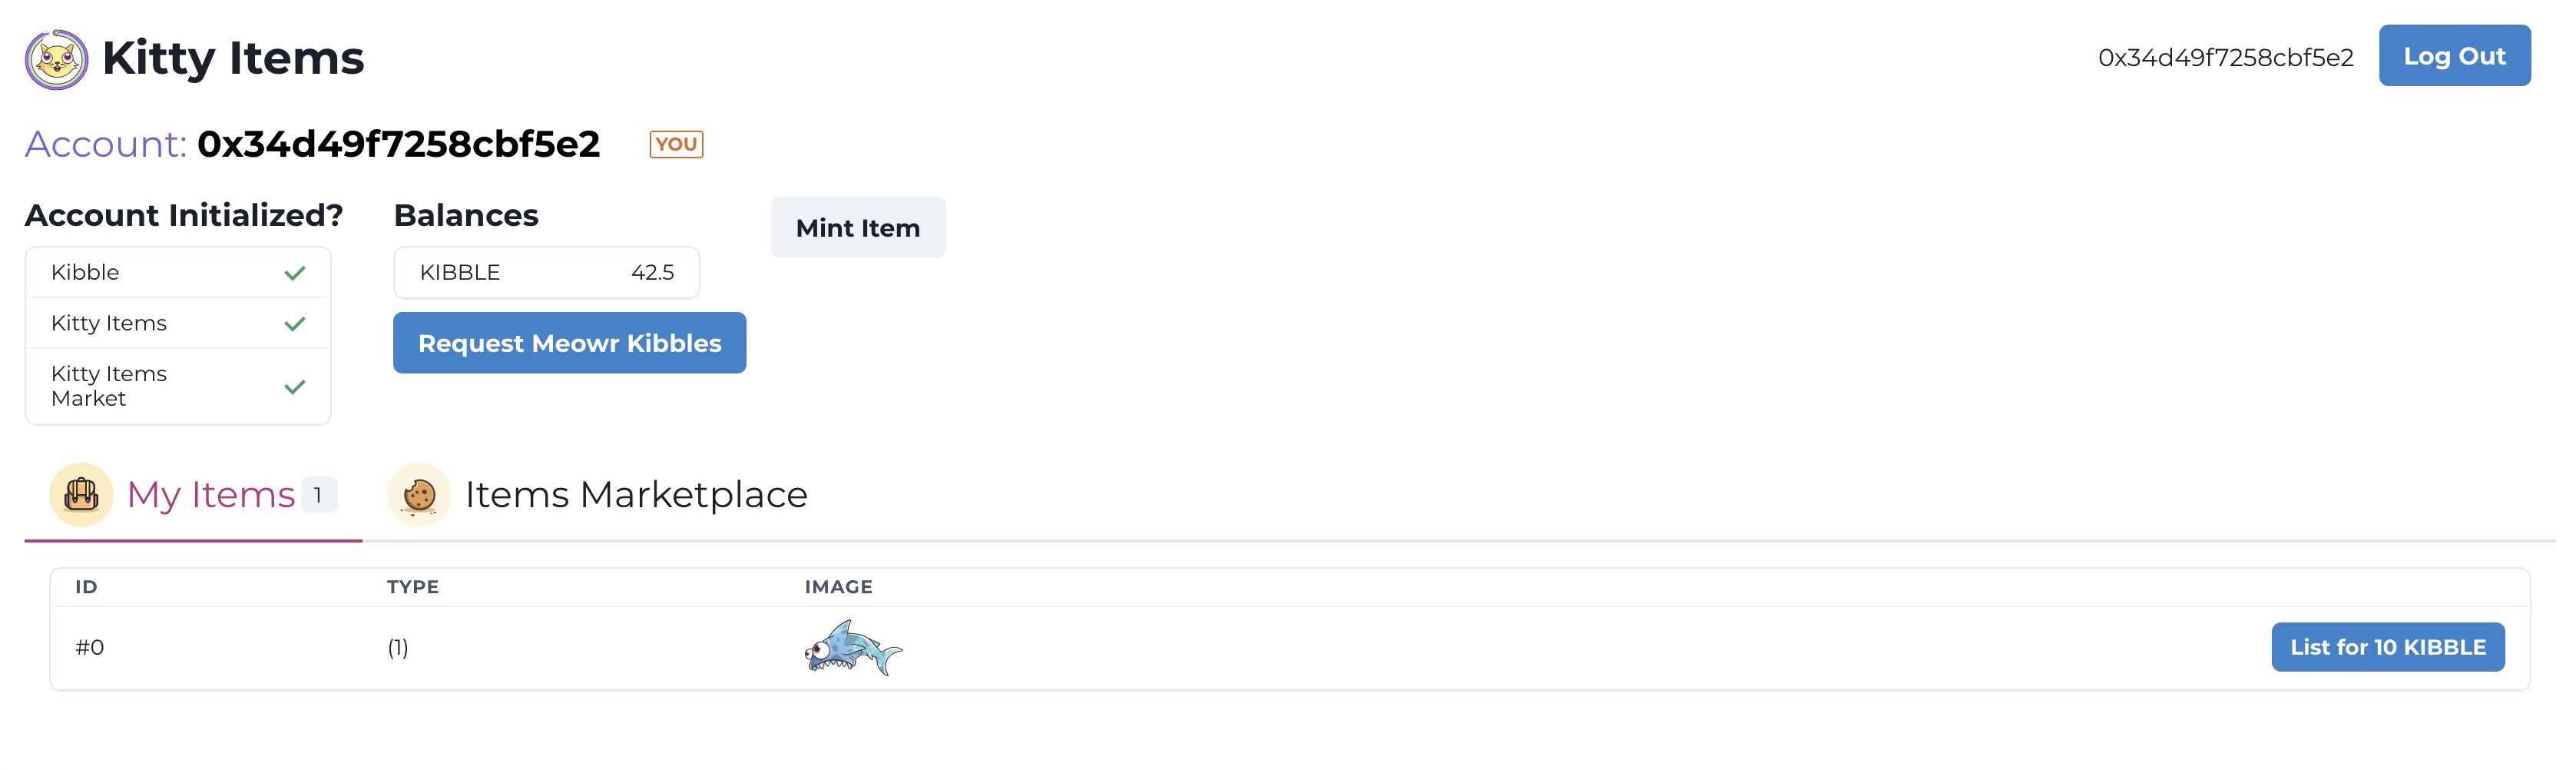 Kitty Items
0x34d49f7258cbf5e2
Log Out
Account: 0x34d49f7258cbf5e2
YOU
Account Initialized?
Kibble
Kitty Items
Kitty Items
Market
Balances
KIBBLE 42.5
Request Meowr Kibbles
Mint Item
My Items 1
Items Marketplace
ID TYPE IMAGE
#0 (1) List for 10 KIBBLE